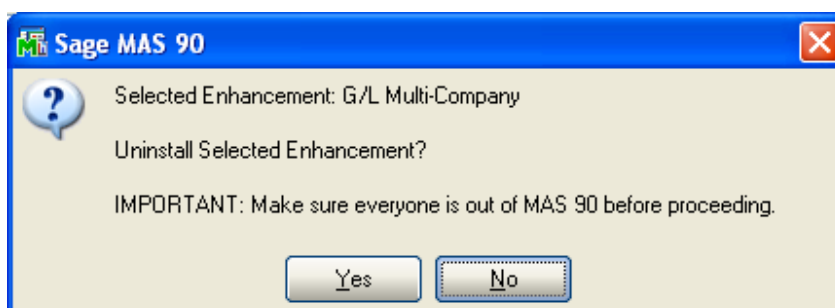 Sage MAS 90
Selected Enhancement: G/L Multi-Company
Uninstall Selected Enhancement?
IMPORTANT: Make sure everyone is out of MAS 90 before proceeding.
Yes No